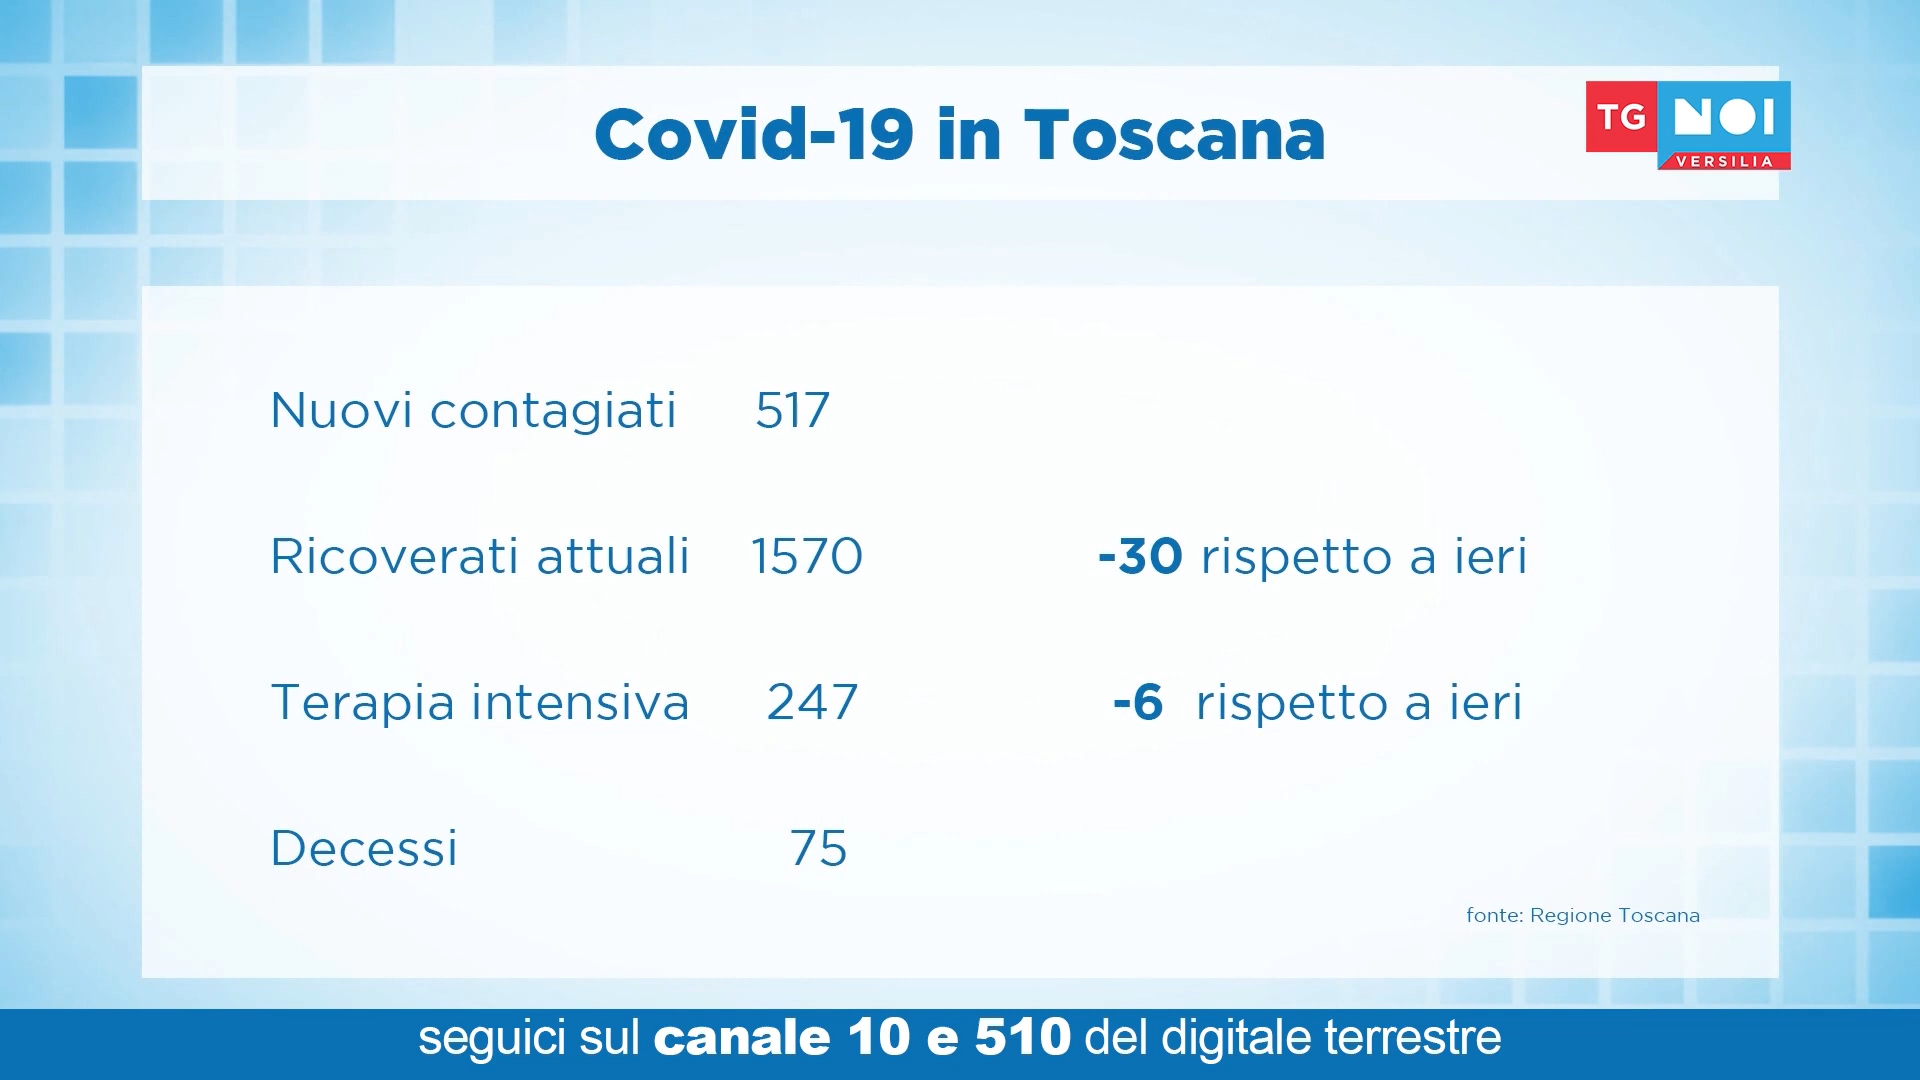 Covid-19 in Toscana
TG NOI
VERSILIA
Nuovi contagiati 517
Ricoverati attuali 1570 -30 rispetto a ieri
Terapia intensiva 247 -6 rispetto a ieri
Decessi 75
fonte: Regione Toscana
seguici sul canale 10 e 510 del digitale terrestre